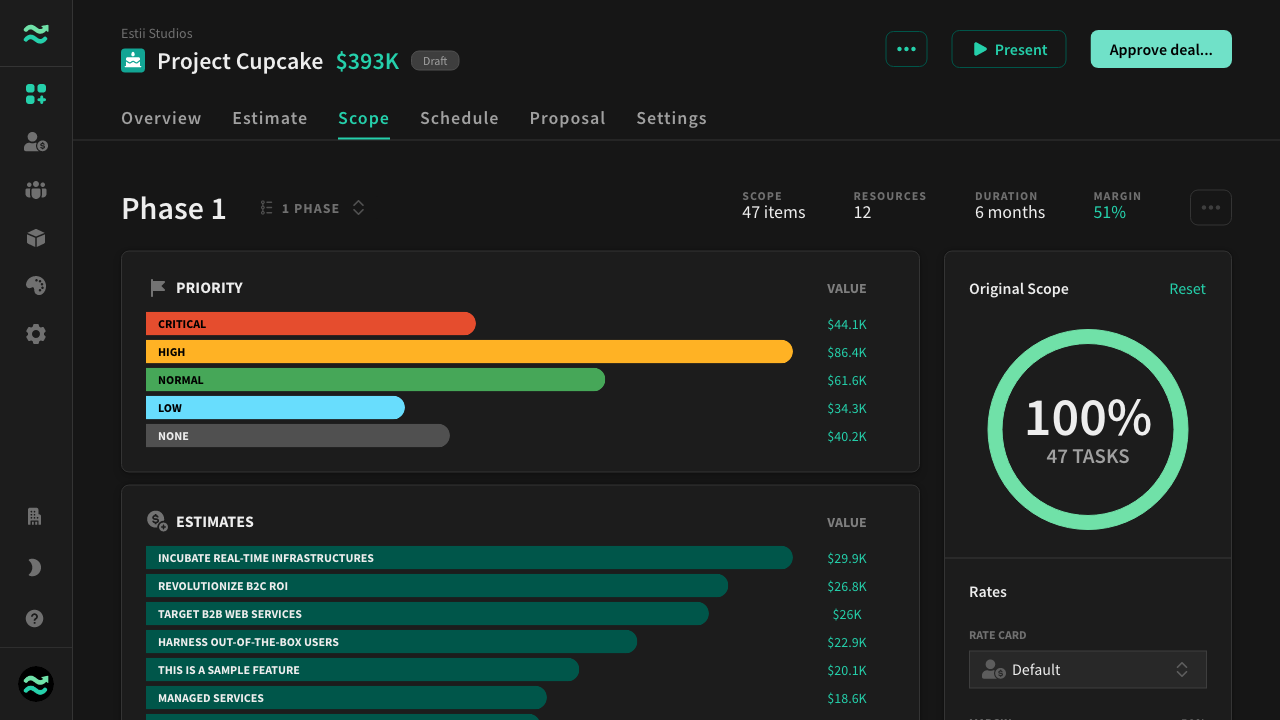 Estii Studios
Project Cupcake $393K Draft
Present
Approve deal...
Overview Estimate Scope Schedule Proposal Settings
Phase 1
1 PHASE
SCOPE
47 items
RESOURCES
12
DURATION
6 months
MARGIN
51%
PRIORITY VALUE
CRITICAL $44.1K
HIGH $86.4K
NORMAL $61.6K
LOW $34.3K
NONE $40.2K
ESTIMATES VALUE
INCUBATE REAL-TIME INFRASTRUCTURES $29.9K
REVOLUTIONIZE B2C ROI $26.8K
TARGET B2B WEB SERVICES $26K
HARNESS OUT-OF-THE-BOX USERS $22.9K
THIS IS A SAMPLE FEATURE $20.1K
MANAGED SERVICES $18.6K
Original Scope Reset
100%
47 TASKS
Rates
RATE CARD
Default